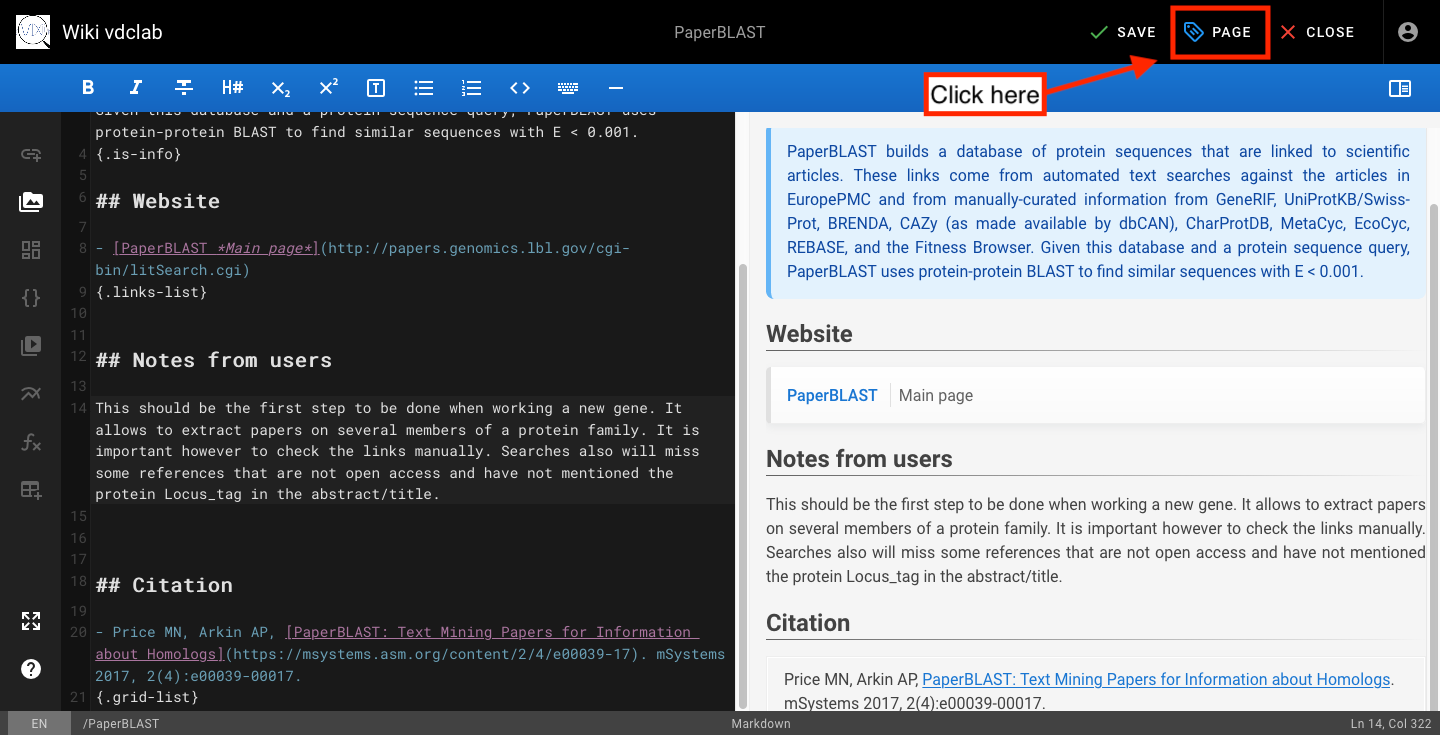 Wiki vdclab
PaperBLAST
SAVE
PAGE
CLOSE
Click here
B I H# X₂ X² T
protein-protein BLAST to find similar sequences with E < 0.001.
4 {.is-info}
5
6 ## Website
7
8 - [PaperBLAST *Main page*](http://papers.genomics.lbl.gov/cgi-
bin/litSearch.cgi)
9 {.links-list}
10
11
12 ## Notes from users
13
14 This should be the first step to be done when working a new gene. It
allows to extract papers on several members of a protein family. It is
important however to check the links manually. Searches also will miss
some references that are not open access and have not mentioned the
protein Locus_tag in the abstract/title.
15
16
17
18 ## Citation
19
20 - Price MN, Arkin AP, [PaperBLAST: Text Mining Papers for Information
about Homologs](https://msystems.asm.org/content/2/4/e00039-17). mSystems
2017, 2(4):e00039-00017.
21 {.grid-list}
PaperBLAST builds a database of protein sequences that are linked to scientific
articles. These links come from automated text searches against the articles in
EuropePMC and from manually-curated information from GeneRIF, UniProtKB/Swiss-
Prot, BRENDA, CAZy (as made available by dbCAN), CharProtDB, MetaCyc, EcoCyc,
REBASE, and the Fitness Browser. Given this database and a protein sequence query,
PaperBLAST uses protein-protein BLAST to find similar sequences with E < 0.001.
Website
PaperBLAST Main page
Notes from users
This should be the first step to be done when working a new gene. It allows to extract papers
on several members of a protein family. It is important however to check the links manually.
Searches also will miss some references that are not open access and have not mentioned
the protein Locus_tag in the abstract/title.
Citation
Price MN, Arkin AP, PaperBLAST: Text Mining Papers for Information about Homologs.
mSystems 2017, 2(4):e00039-00017.
EN
/PaperBLAST
Markdown
Ln 14, Col 322